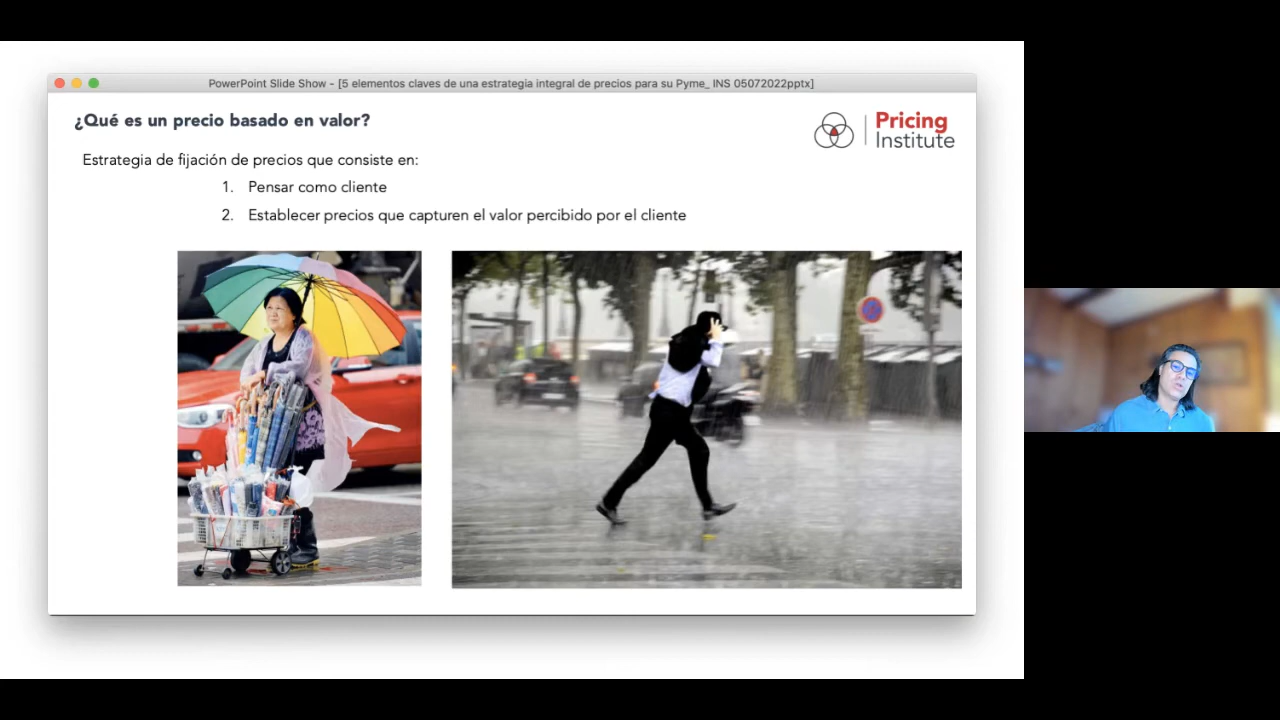 PowerPoint Slide Show - [5 elementos claves de una estrategia integral de precios para su Pyme_ INS 05072022pptx]
¿Qué es un precio basado en valor?
Pricing
Institute
Estrategia de fijación de precios que consiste en:
1. Pensar como cliente
2. Establecer precios que capturen el valor percibido por el cliente